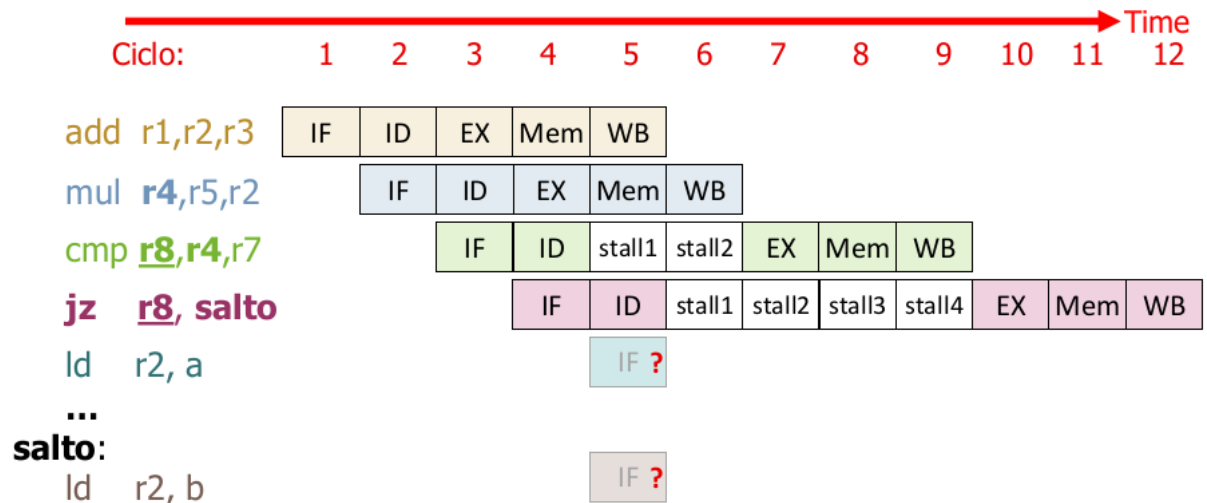 Time
Ciclo: 1 2 3 4 5 6 7 8 9 10 11 12
add r1,r2,r3 IF ID EX Mem WB
mul r4,r5,r2 IF ID EX Mem WB
cmp r8,r4,r7 IF ID stall1 stall2 EX Mem WB
jz r8, salto IF ID stall1 stall2 stall3 stall4 EX Mem WB
ld r2, a IF ?
...
salto:
ld r2, b IF ?